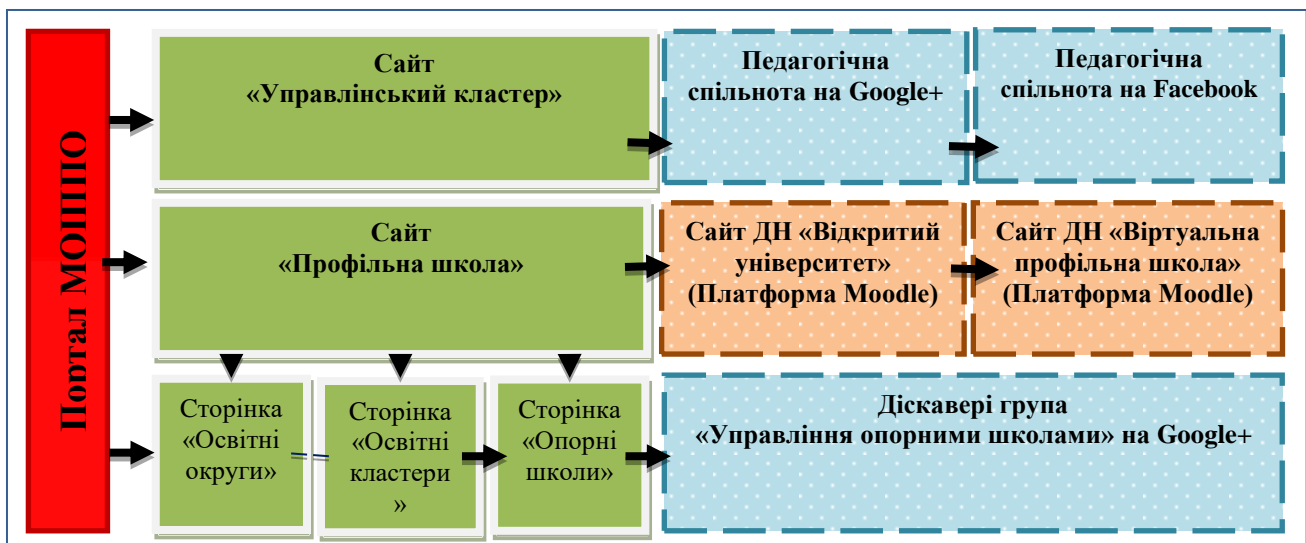 Портал МОІППО
Сайт
«Управлінський кластер»
Педагогічна
спільнота на Google+
Педагогічна
спільнота на Facebook
Сайт
«Профільна школа»
Сайт ДН «Відкритий
університет»
(Платформа Moodle)
Сайт ДН «Віртуальна
профільна школа»
(Платформа Moodle)
Сторінка
«Освітні
округи»
Сторінка
«Освітні
кластери
»
Сторінка
«Опорні
школи»
Діскавері група
«Управління опорними школами» на Google+